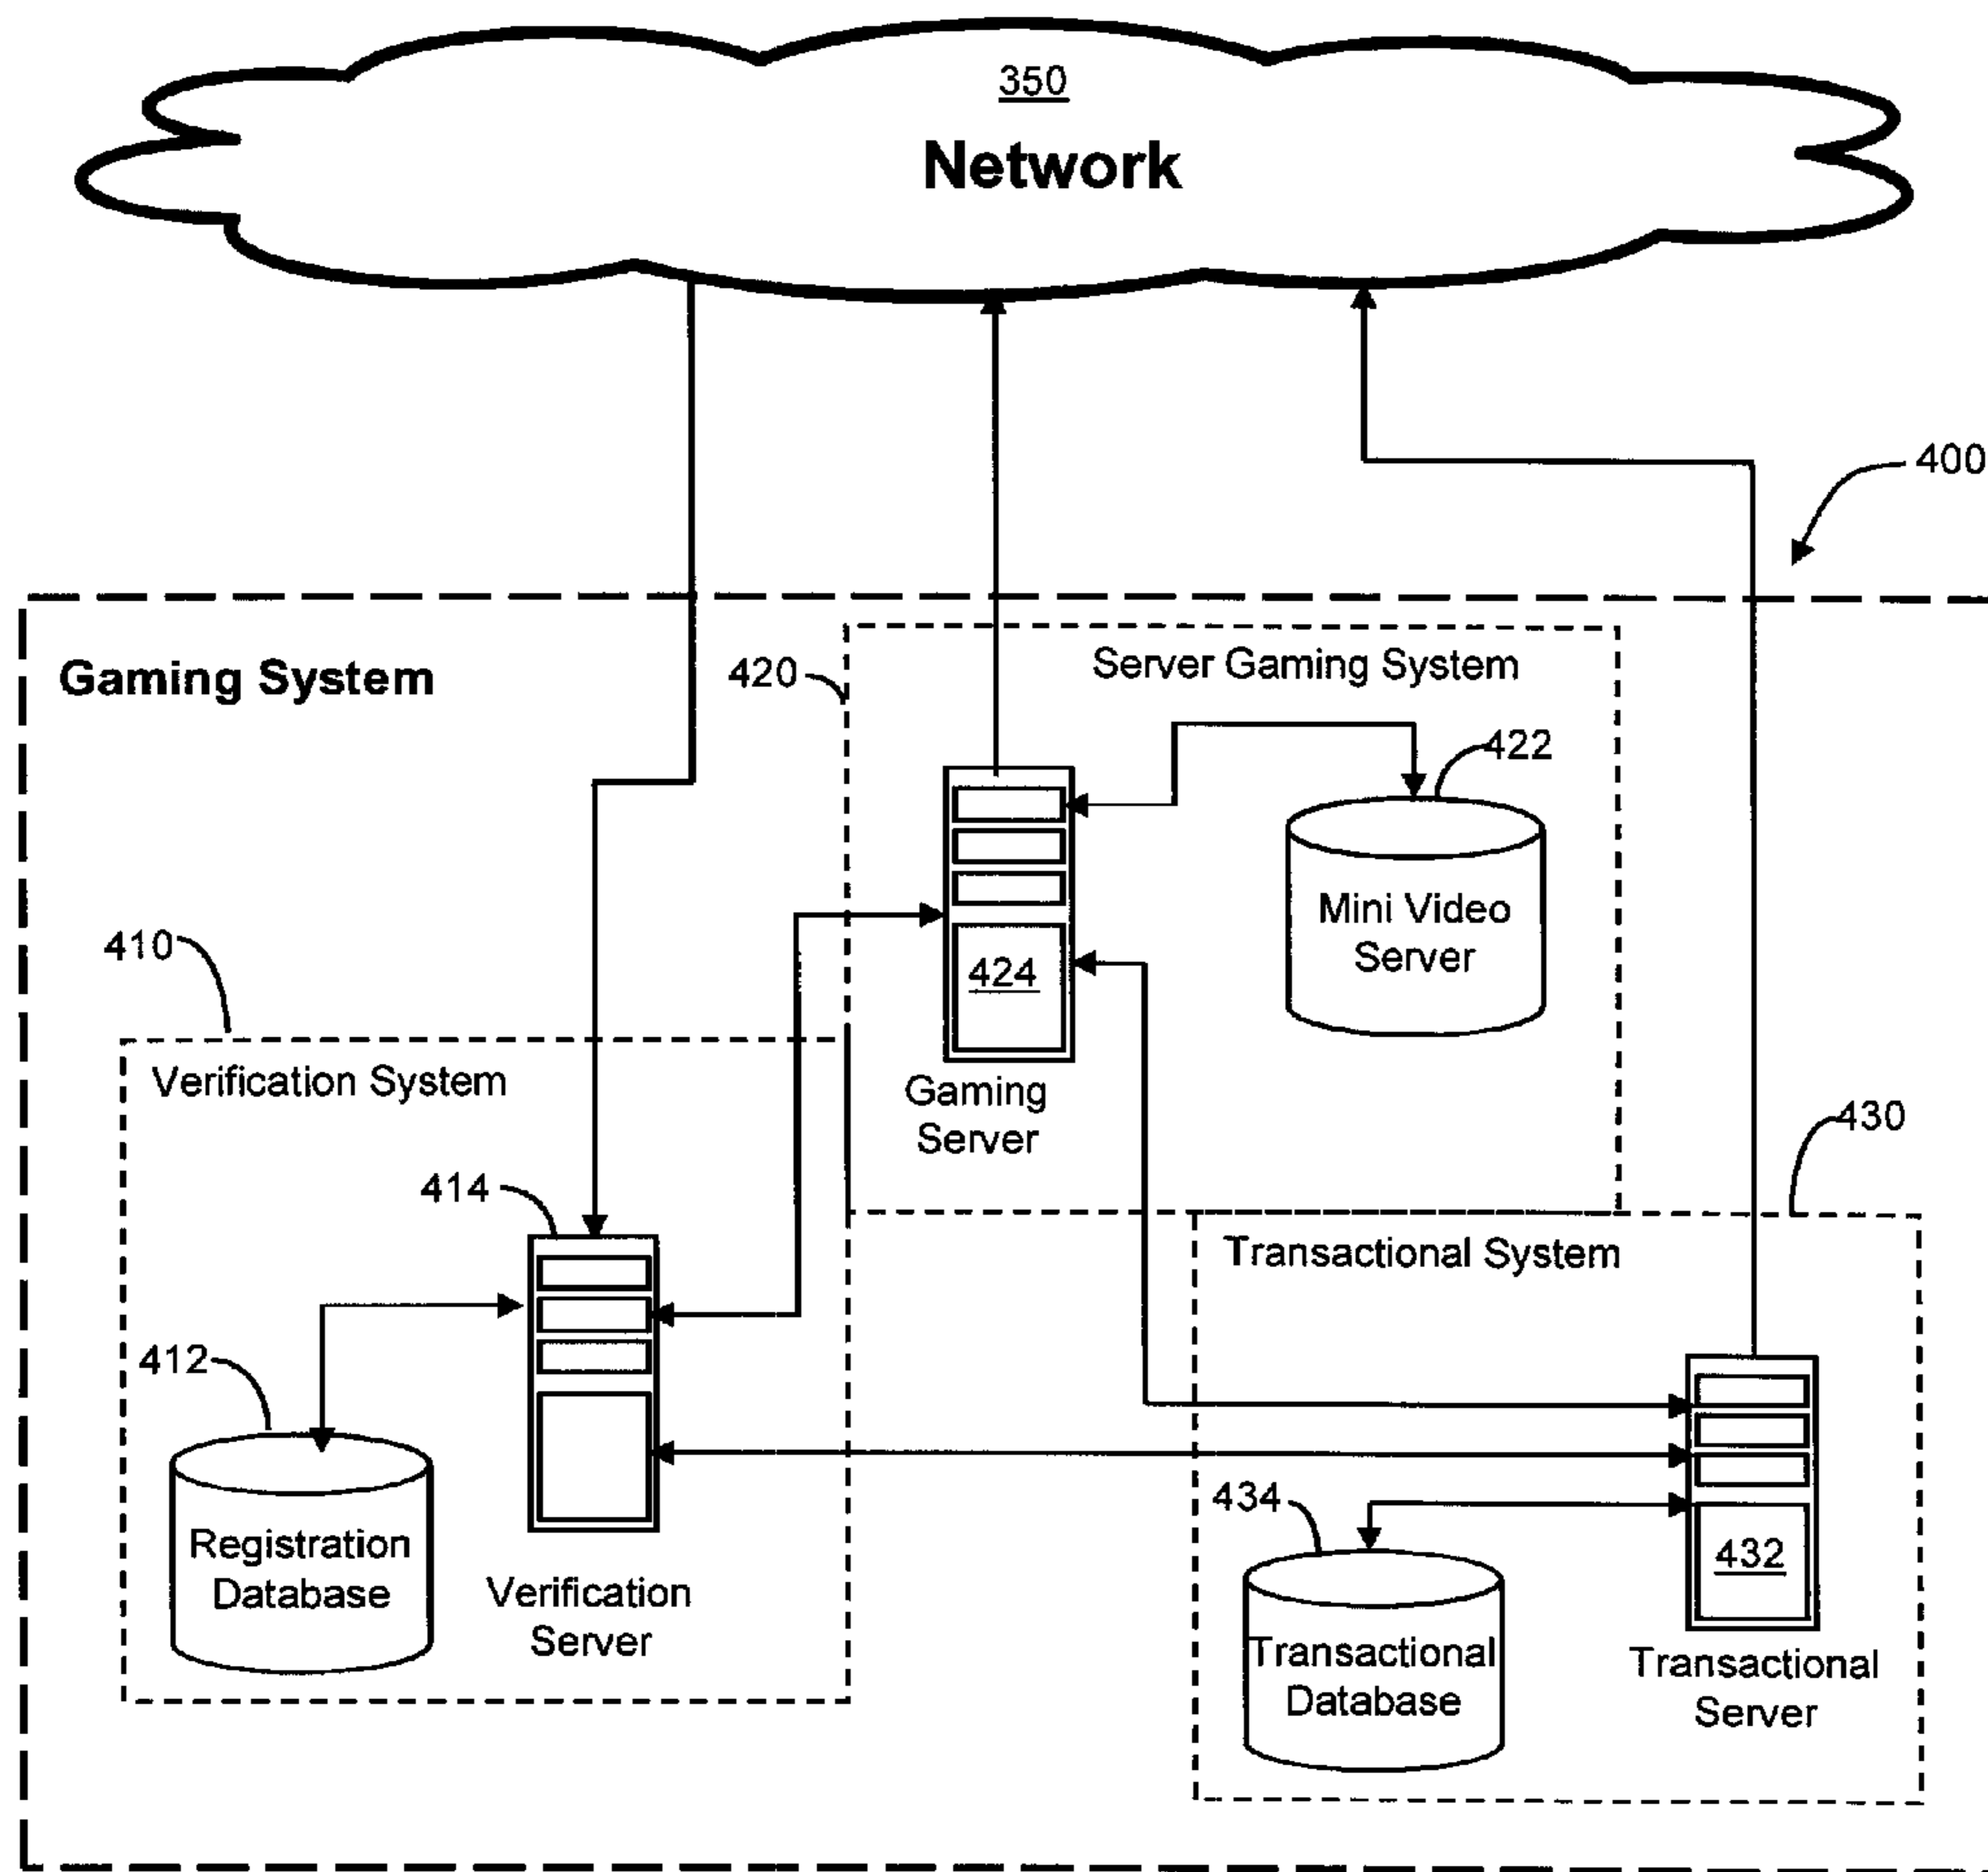 350
Network
400
Gaming System
420
Server Gaming System
422
Mini Video
Server
424
Gaming
Server
410
Verification System
414
412
Registration
Database
Verification
Server
430
Transactional System
434
Transactional
Database
432
Transactional
Server